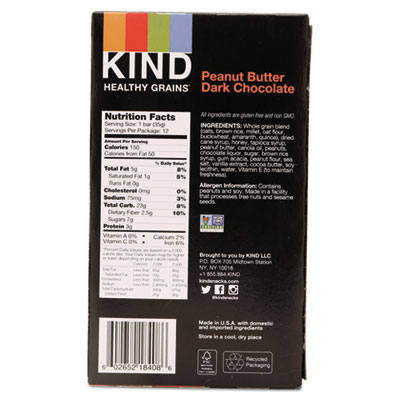 KIND
HEALTHY GRAINS®
Peanut Butter
Dark Chocolate
All ingredients are gluten free and non GMO.
INGREDIENTS: Whole grain blend
(oats, brown rice, millet, oat flour,
buckwheat, amaranth, quinoa), dried
cane syrup, honey, tapioca syrup,
peanut butter, canola oil, peanuts,
chocolate liquor, sugar, brown rice
syrup, gum acacia, peanut flour, sea
salt, vanilla extract, cocoa butter, soy
lecithin, water, Vitamin E (to maintain
freshness).
Allergen Information: Contains
peanuts and soy. Made in a facility
that processes tree nuts and sesame
seeds.
Nutrition Facts
Serving Size: 1 bar (35g)
Servings Per Package: 12
Amount Per Serving
Calories 150
Calories from Fat 50
% Daily Value*
Total Fat 5g 8%
Saturated Fat 1g 5%
Trans Fat 0g
Cholesterol 0mg 0%
Sodium 75mg 3%
Total Carb. 23g 8%
Dietary Fiber 2.5g 10%
Protein 3g
Vitamin A 0% • Calcium 2%
Vitamin C 0% • Iron 6%
Brought to you by KIND LLC
P.O. BOX 705 Midtown Station
NY, NY 10018
+1 855.884.KIND
kindsnacks.com
Made in U.S.A. with domestic
and imported ingredients
Store in a cool, dry place
FSC
Recycled
Packaging
6 02652 18408 6